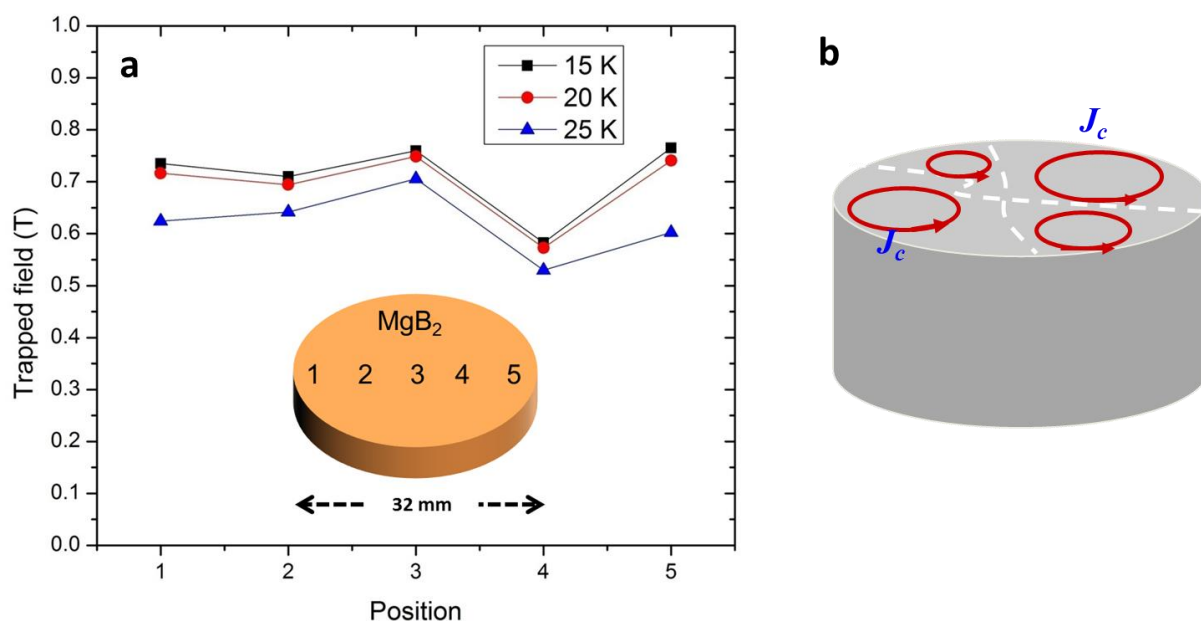 a
15 K
20 K
25 K
Trapped field (T)
1.0
0.9
0.8
0.7
0.6
0.5
0.4
0.3
0.2
0.1
0.0
MgB₂
1 2 3 4 5
32 mm
1 2 3 4 5
Position
b
J_c
J_c